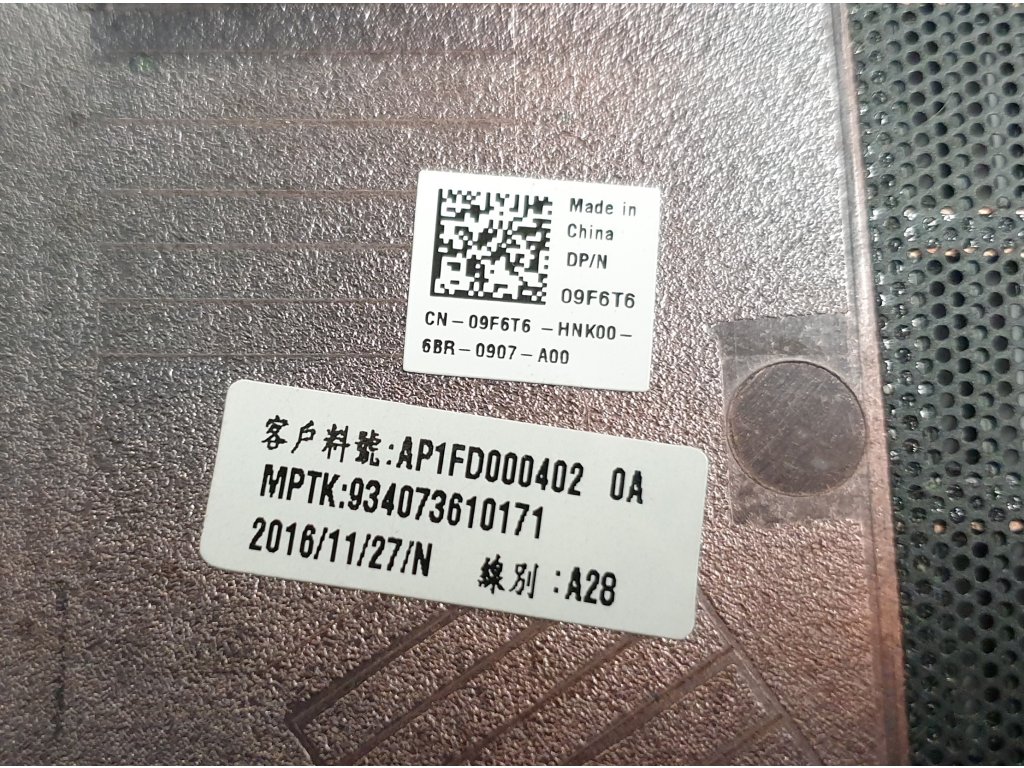 Made in
China
DP/N
09F6T6
CN-09F6T6-HNK00-
6BR-0907-A00
客戶料號:AP1FD000402 0A
MPTK:934073610171
2016/11/27/N 線別:A28